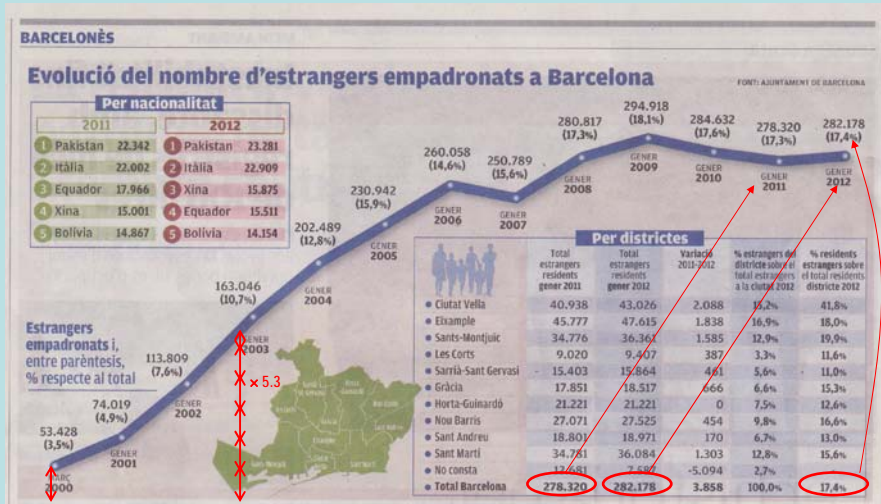 BARCELONÈS
Evolució del nombre d'estrangers empadronats a Barcelona
FONT: AJUNTAMENT DE BARCELONA
Per nacionalitat
2011
1 Pakistan 22.342
2 Itàlia 22.002
3 Equador 17.966
4 Xina 15.001
5 Bolívia 14.867
2012
1 Pakistan 23.281
2 Itàlia 22.909
3 Xina 15.875
4 Equador 15.511
5 Bolívia 14.154
Estrangers
empadronats i,
entre parèntesis,
% respecte al total
53.428
(3,5%)
MARÇ
2000
74.019
(4,9%)
GENER
2001
113.809
(7,6%)
GENER
2002
163.046
(10,7%)
GENER
2003
202.489
(12,8%)
GENER
2004
230.942
(15,9%)
GENER
2005
260.058
(14,6%)
GENER
2006
250.789
(15,6%)
GENER
2007
280.817
(17,3%)
GENER
2008
294.918
(18,1%)
GENER
2009
284.632
(17,6%)
GENER
2010
278.320
(17,3%)
GENER
2011
282.178
(17,4%)
GENER
2012
× 5.3
Per districtes
Total
estrangers
residents
gener 2011
Total
estrangers
residents
gener 2012
Variació
2011-2012
% estrangers del
districte sobre el
total estrangers
a la ciutat 2012
% residents
estrangers sobre
el total residents
districte 2012
Ciutat Vella 40.938 43.026 2.088 15,2% 41,8%
Eixample 45.777 47.615 1.838 16,9% 18,0%
Sants-Montjuïc 34.776 36.361 1.585 12,9% 19,9%
Les Corts 9.020 9.407 387 3,3% 11,6%
Sarrià-Sant Gervasi 15.403 15.864 461 5,6% 11,0%
Gràcia 17.851 18.517 666 6,6% 15,3%
Horta-Guinardó 21.221 21.221 0 7,5% 12,6%
Nou Barris 27.071 27.525 454 9,8% 16,6%
Sant Andreu 18.801 18.971 170 6,7% 13,0%
Sant Martí 34.781 36.084 1.303 12,8% 15,6%
No consta 12.681 7.587 -5.094 2,7% -
Total Barcelona 278.320 282.178 3.858 100,0% 17,4%